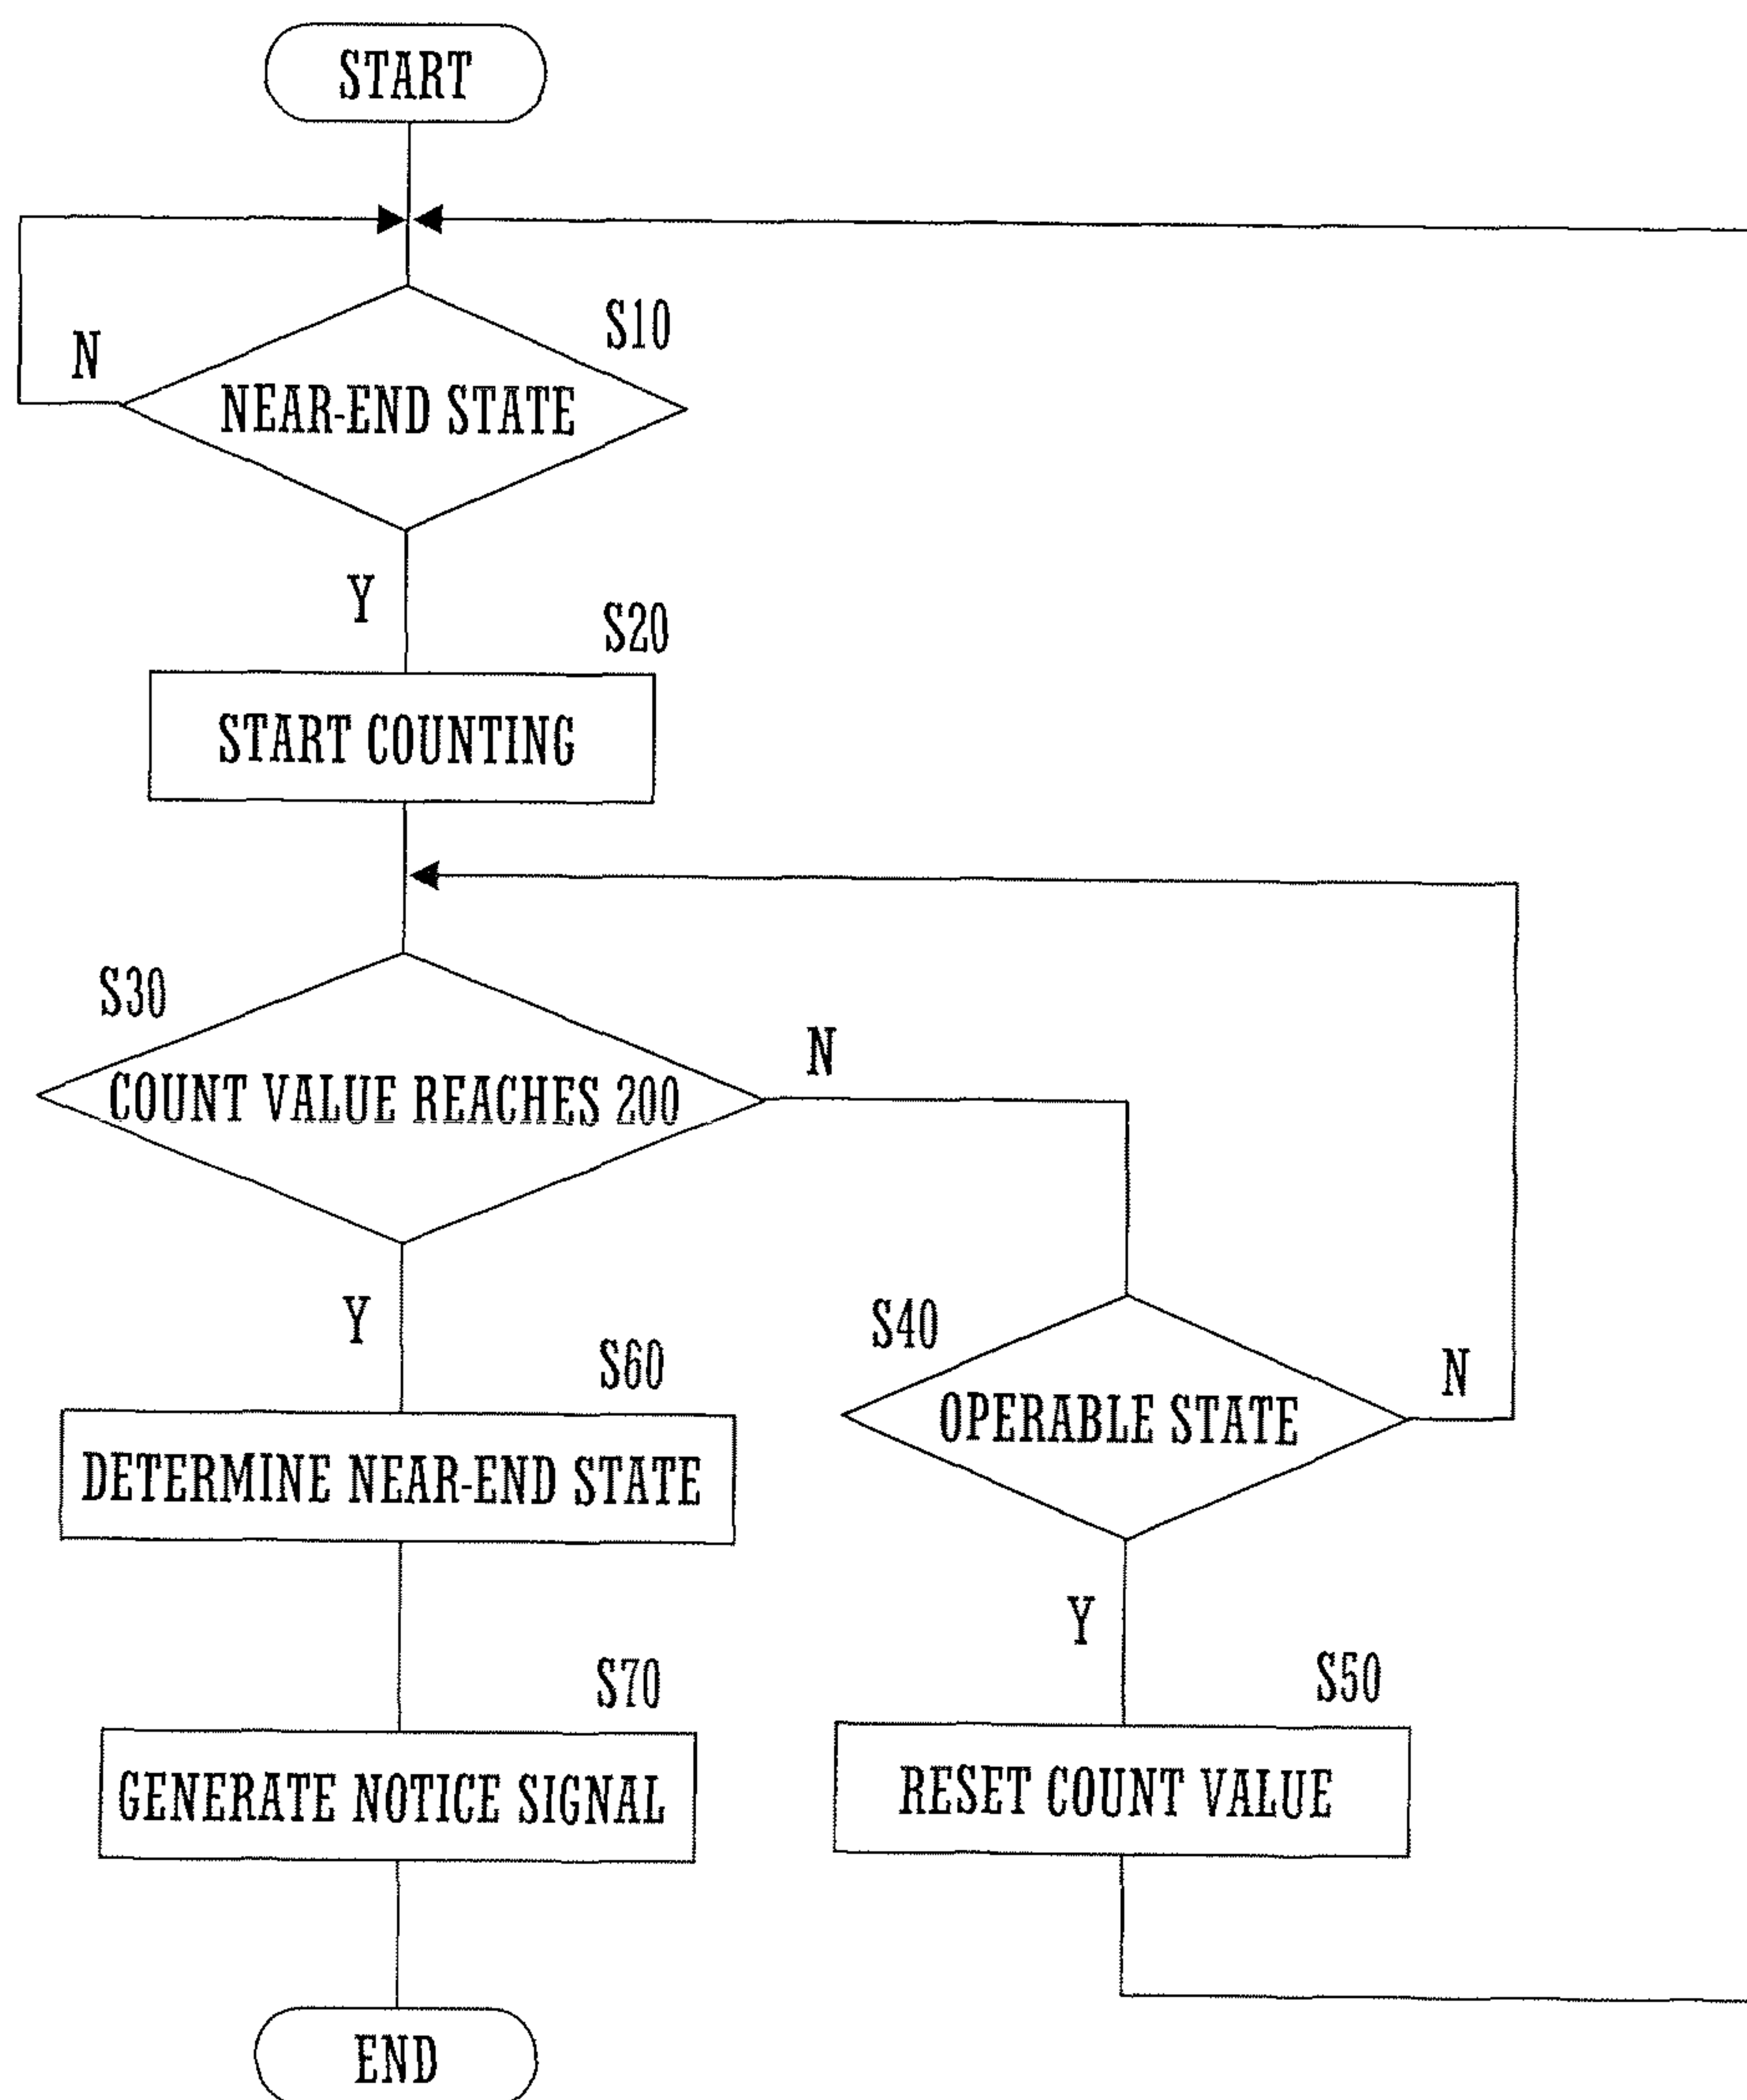 START
S10
N
NEAR-END STATE
Y
S20
START COUNTING
S30
N
COUNT VALUE REACHES 200
Y
S40
N
S60
OPERABLE STATE
DETERMINE NEAR-END STATE
Y
S50
S70
GENERATE NOTICE SIGNAL
RESET COUNT VALUE
END